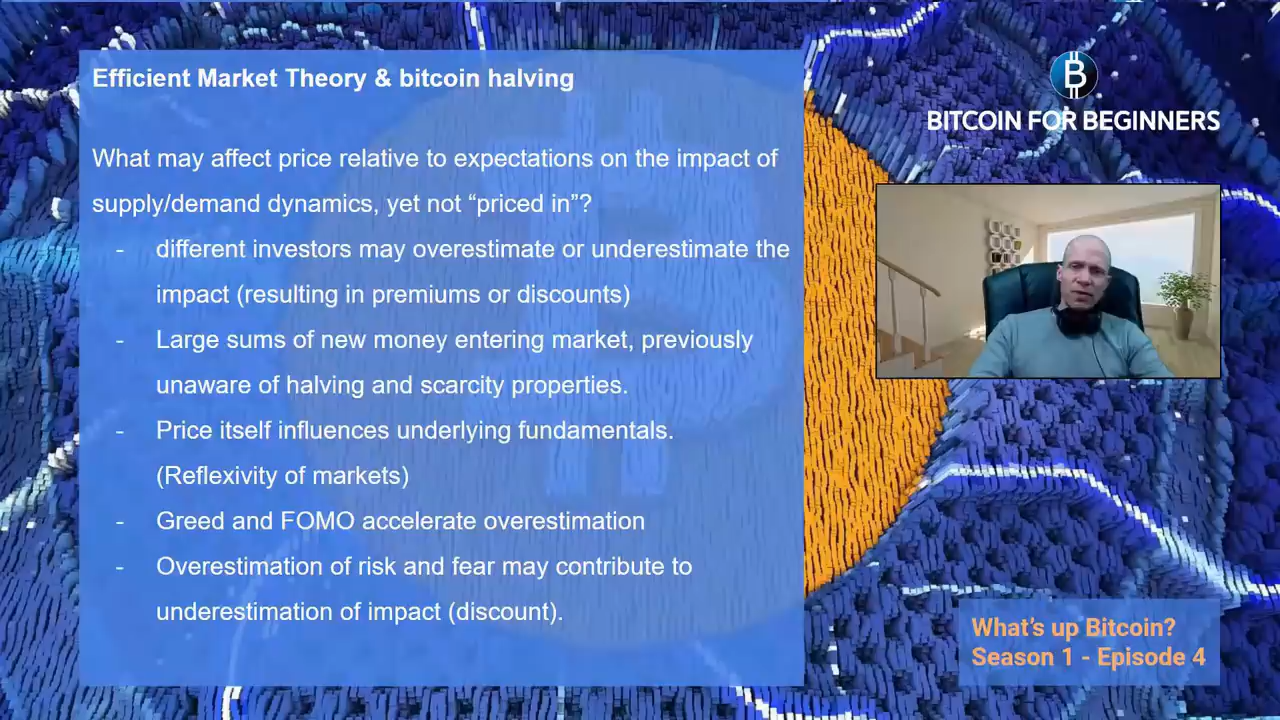 Efficient Market Theory & bitcoin halving
What may affect price relative to expectations on the impact of
supply/demand dynamics, yet not “priced in”?
- different investors may overestimate or underestimate the
impact (resulting in premiums or discounts)
- Large sums of new money entering market, previously
unaware of halving and scarcity properties.
- Price itself influences underlying fundamentals.
(Reflexivity of markets)
- Greed and FOMO accelerate overestimation
- Overestimation of risk and fear may contribute to
underestimation of impact (discount).
BITCOIN FOR BEGINNERS
What’s up Bitcoin?
Season 1 - Episode 4